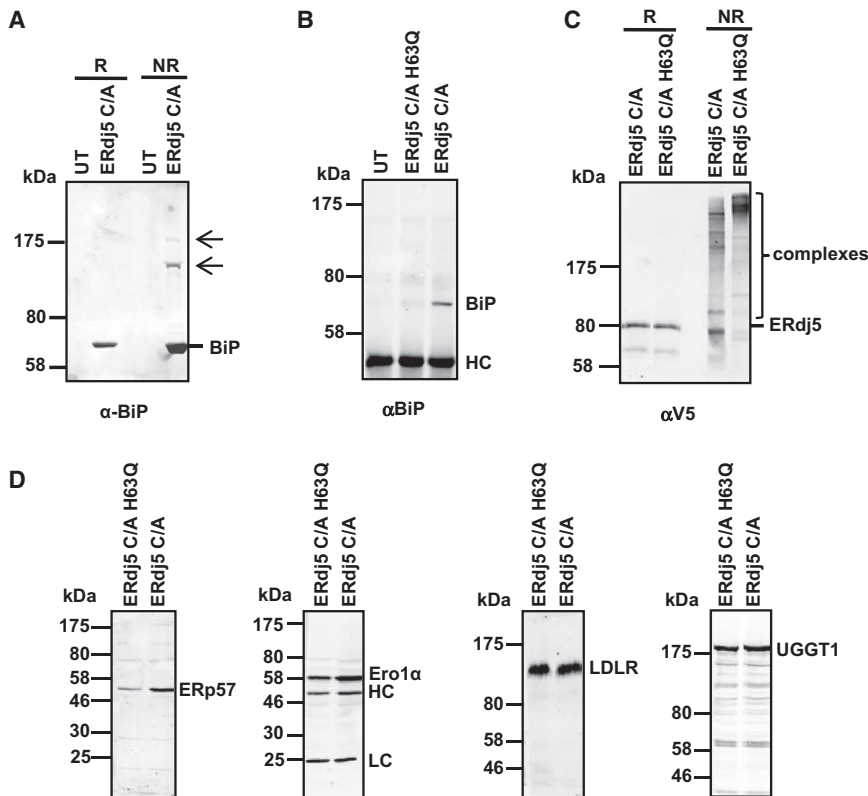 A
R NR
UT
ERdj5 C/A
UT
ERdj5 C/A
kDa
175
80
58
BiP
α-BiP
B
UT
ERdj5 C/A H63Q
ERdj5 C/A
kDa
175
80
58
BiP
HC
αBiP
C
R NR
ERdj5 C/A
ERdj5 C/A H63Q
ERdj5 C/A
ERdj5 C/A H63Q
kDa
175
80
58
complexes
ERdj5
αV5
D
ERdj5 C/A H63Q
ERdj5 C/A
kDa
175
80
58
46
30
25
ERp57
ERdj5 C/A H63Q
ERdj5 C/A
kDa
175
80
58
46
30
25
Ero1α
HC
LC
ERdj5 C/A H63Q
ERdj5 C/A
kDa
175
80
58
46
LDLR
ERdj5 C/A H63Q
ERdj5 C/A
kDa
175
80
58
46
UGGT1